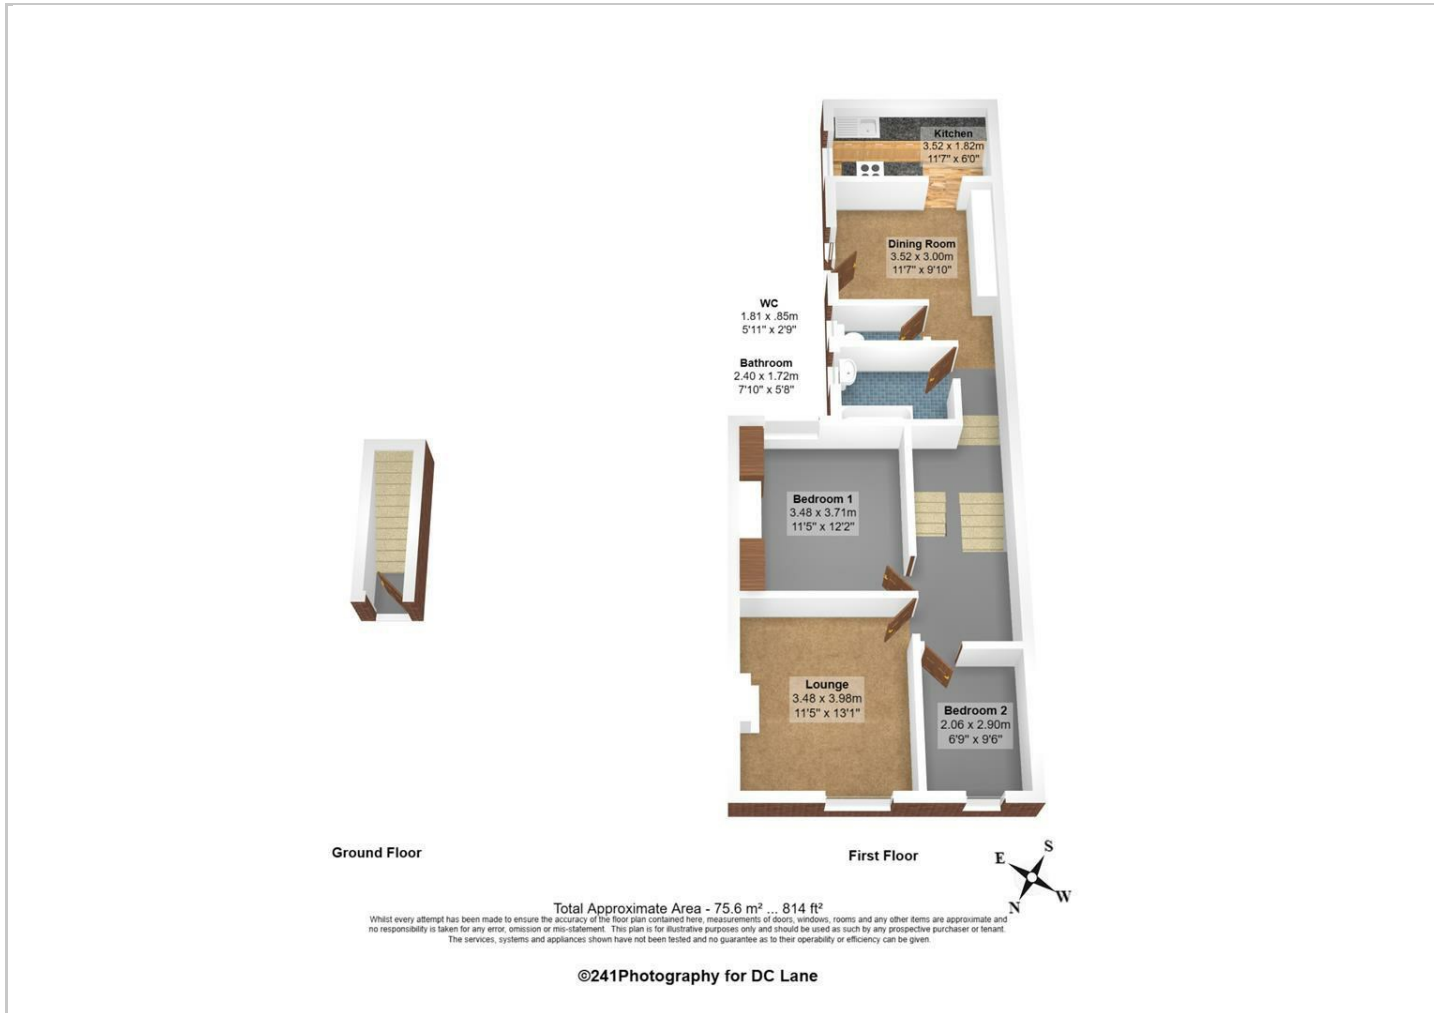 Kitchen
3.52 x 1.82m
11'7" x 6'0"
Dining Room
3.52 x 3.00m
11'7" x 9'10"
WC
1.81 x .85m
5'11" x 2'9"
Bathroom
2.40 x 1.72m
7'10" x 5'8"
Bedroom 1
3.48 x 3.71m
11'5" x 12'2"
Lounge
3.48 x 3.98m
11'5" x 13'1"
Bedroom 2
2.06 x 2.90m
6'9" x 9'6"
Ground Floor
First Floor
S
E
W
N
Total Approximate Area - 75.6 m² ... 814 ft²
Whilst every attempt has been made to ensure the accuracy of the floor plan contained here, measurements of doors, windows, rooms and any other items are approximate and
no responsibility is taken for any error, omission or mis-statement. This plan is for illustrative purposes only and should be used as such by any prospective purchaser or tenant.
The services, systems and appliances shown have not been tested and no guarantee as to their operability or efficiency can be given.
©241Photography for DC Lane